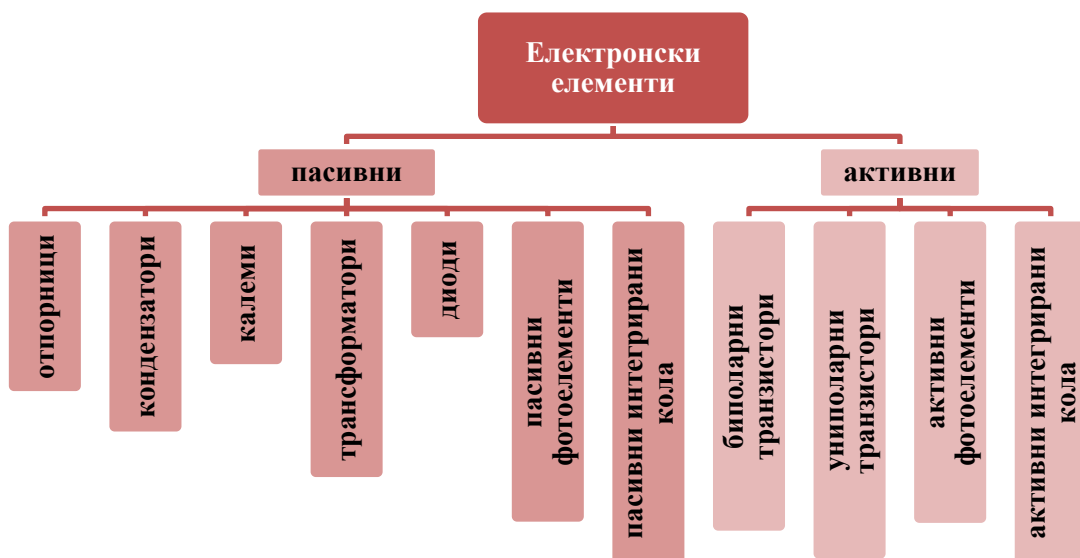 Електронски
елементи
пасивни
активни
отпорници
кондензатори
калеми
трансформатори
диоди
пасивни
фотоелементи
пасивни интегрирани
кола
биполарни
транзистори
униполарни
транзистори
активни
фотоелементи
активни интегрирани
кола